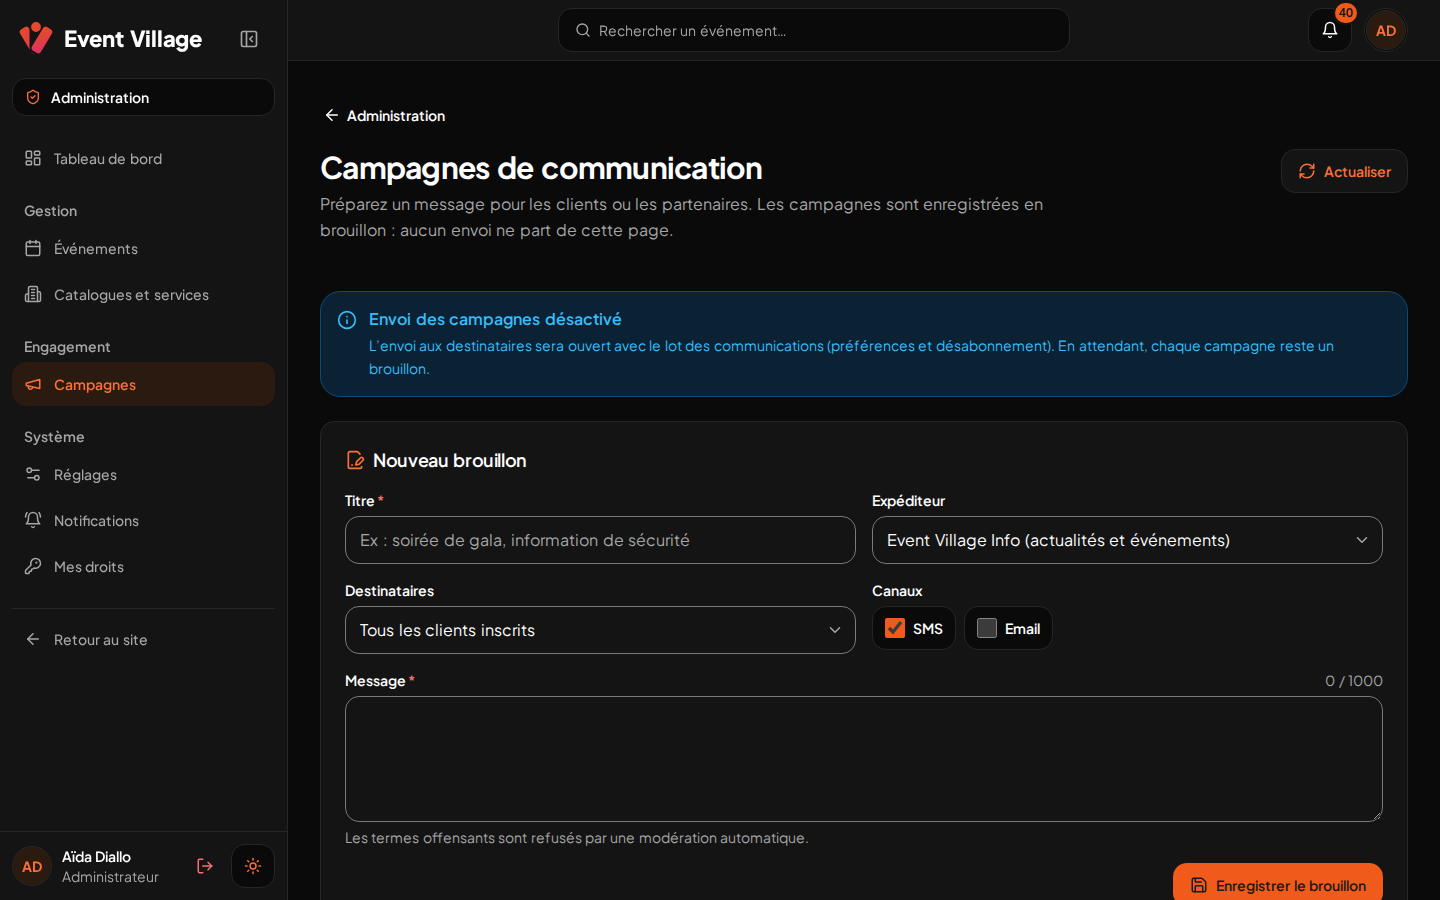 Event Village
Rechercher un événement...
40
AD
Administration
Tableau de bord
Gestion
Événements
Catalogues et services
Engagement
Campagnes
Système
Réglages
Notifications
Mes droits
Retour au site
Aïda Diallo
AD
Administrateur
Administration
Campagnes de communication
Actualiser
Préparez un message pour les clients ou les partenaires. Les campagnes sont enregistrées en
brouillon : aucun envoi ne part de cette page.
Envoi des campagnes désactivé
L'envoi aux destinataires sera ouvert avec le lot des communications (préférences et désabonnement). En attendant, chaque campagne reste un
brouillon.
Nouveau brouillon
Titre *
Expéditeur
Ex : soirée de gala, information de sécurité
Event Village Info (actualités et événements)
Destinataires
Canaux
Tous les clients inscrits
SMS
Email
Message *
0 / 1000
Les termes offensants sont refusés par une modération automatique.
Enregistrer le brouillon